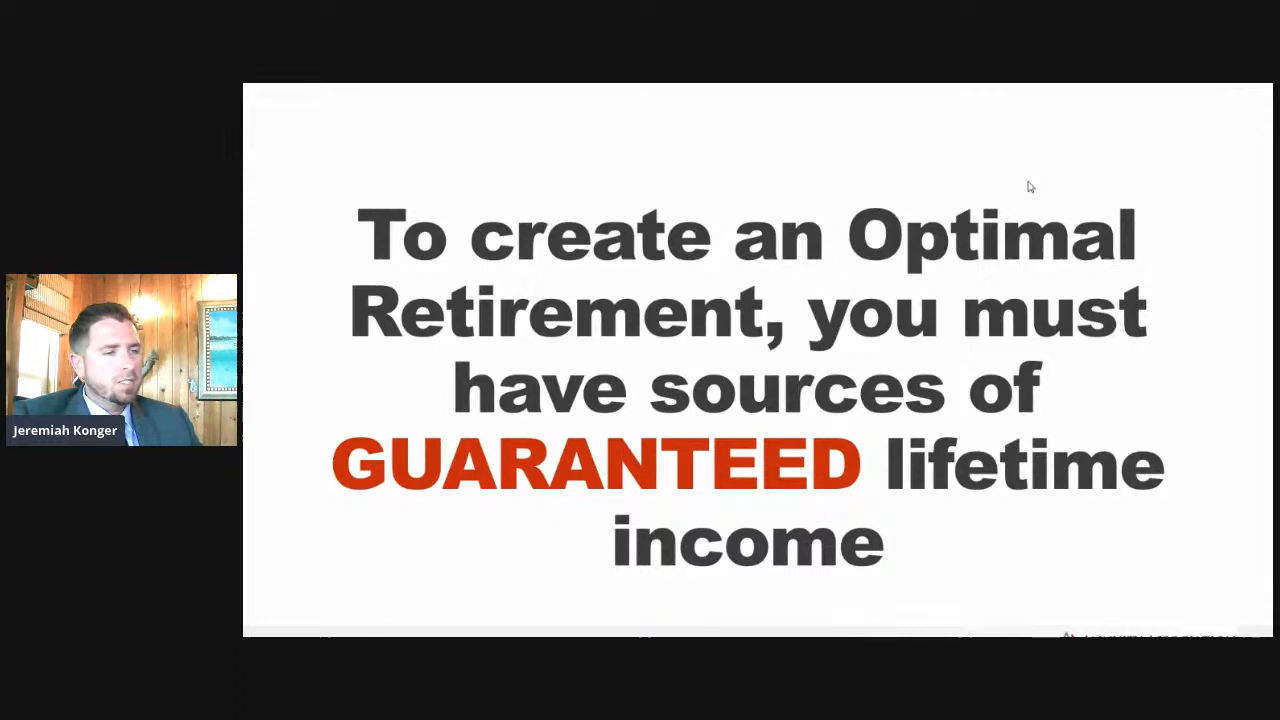 To create an Optimal
Retirement, you must
have sources of
GUARANTEED lifetime
income
Jeremiah Konger